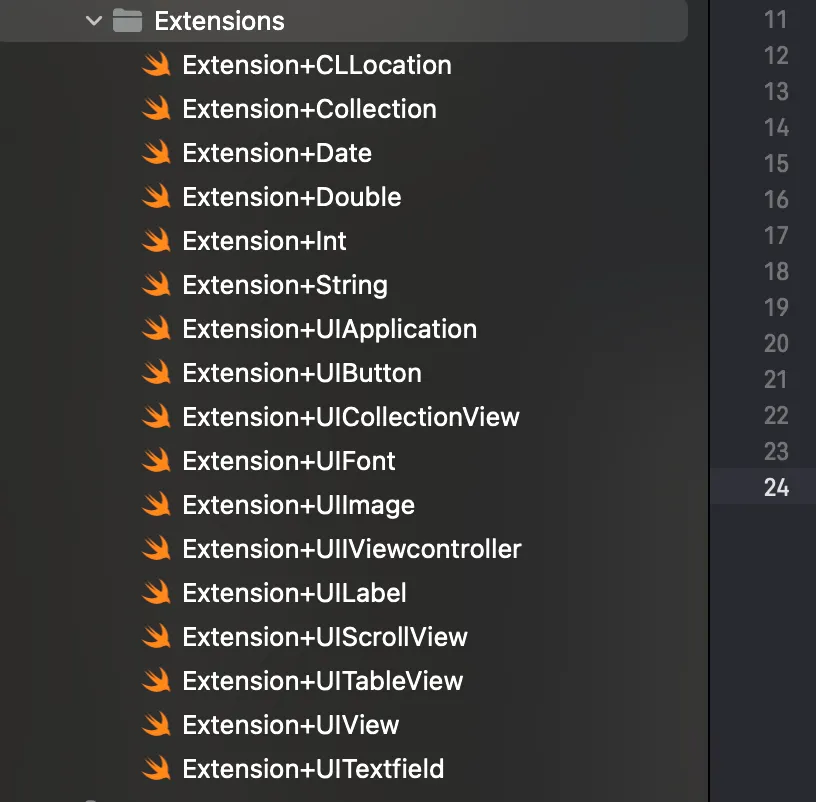 Extensions
Extension+CLLocation
Extension+Collection
Extension+Date
Extension+Double
Extension+Int
Extension+String
Extension+UIApplication
Extension+UIButton
Extension+UICollectionView
Extension+UIFont
Extension+UIImage
Extension+UIIViewcontroller
Extension+UILabel
Extension+UIScrollView
Extension+UITableView
Extension+UIView
Extension+UITextfield
11
12
13
14
15
16
17
18
19
20
21
22
23
24